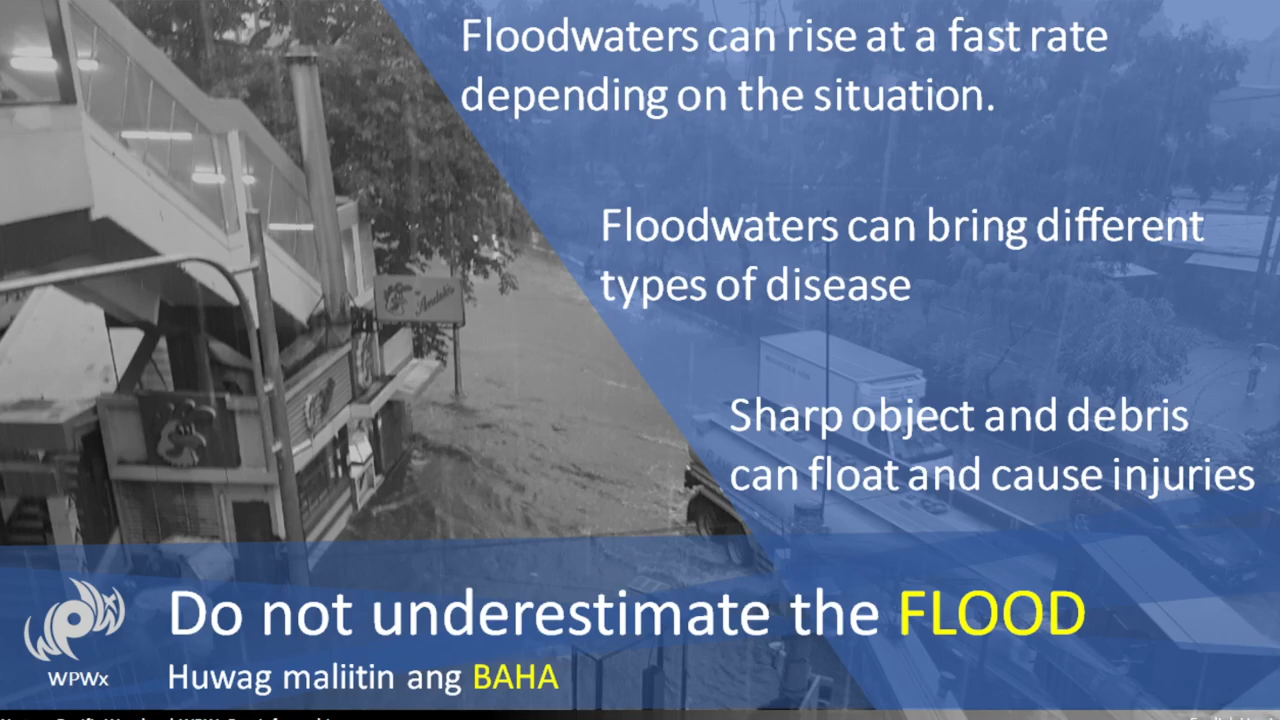 Floodwaters can rise at a fast rate
depending on the situation.
Floodwaters can bring different
types of disease
Sharp object and debris
can float and cause injuries
Andok's
Do not underestimate the FLOOD
Huwag maliitin ang BAHA
WPWx